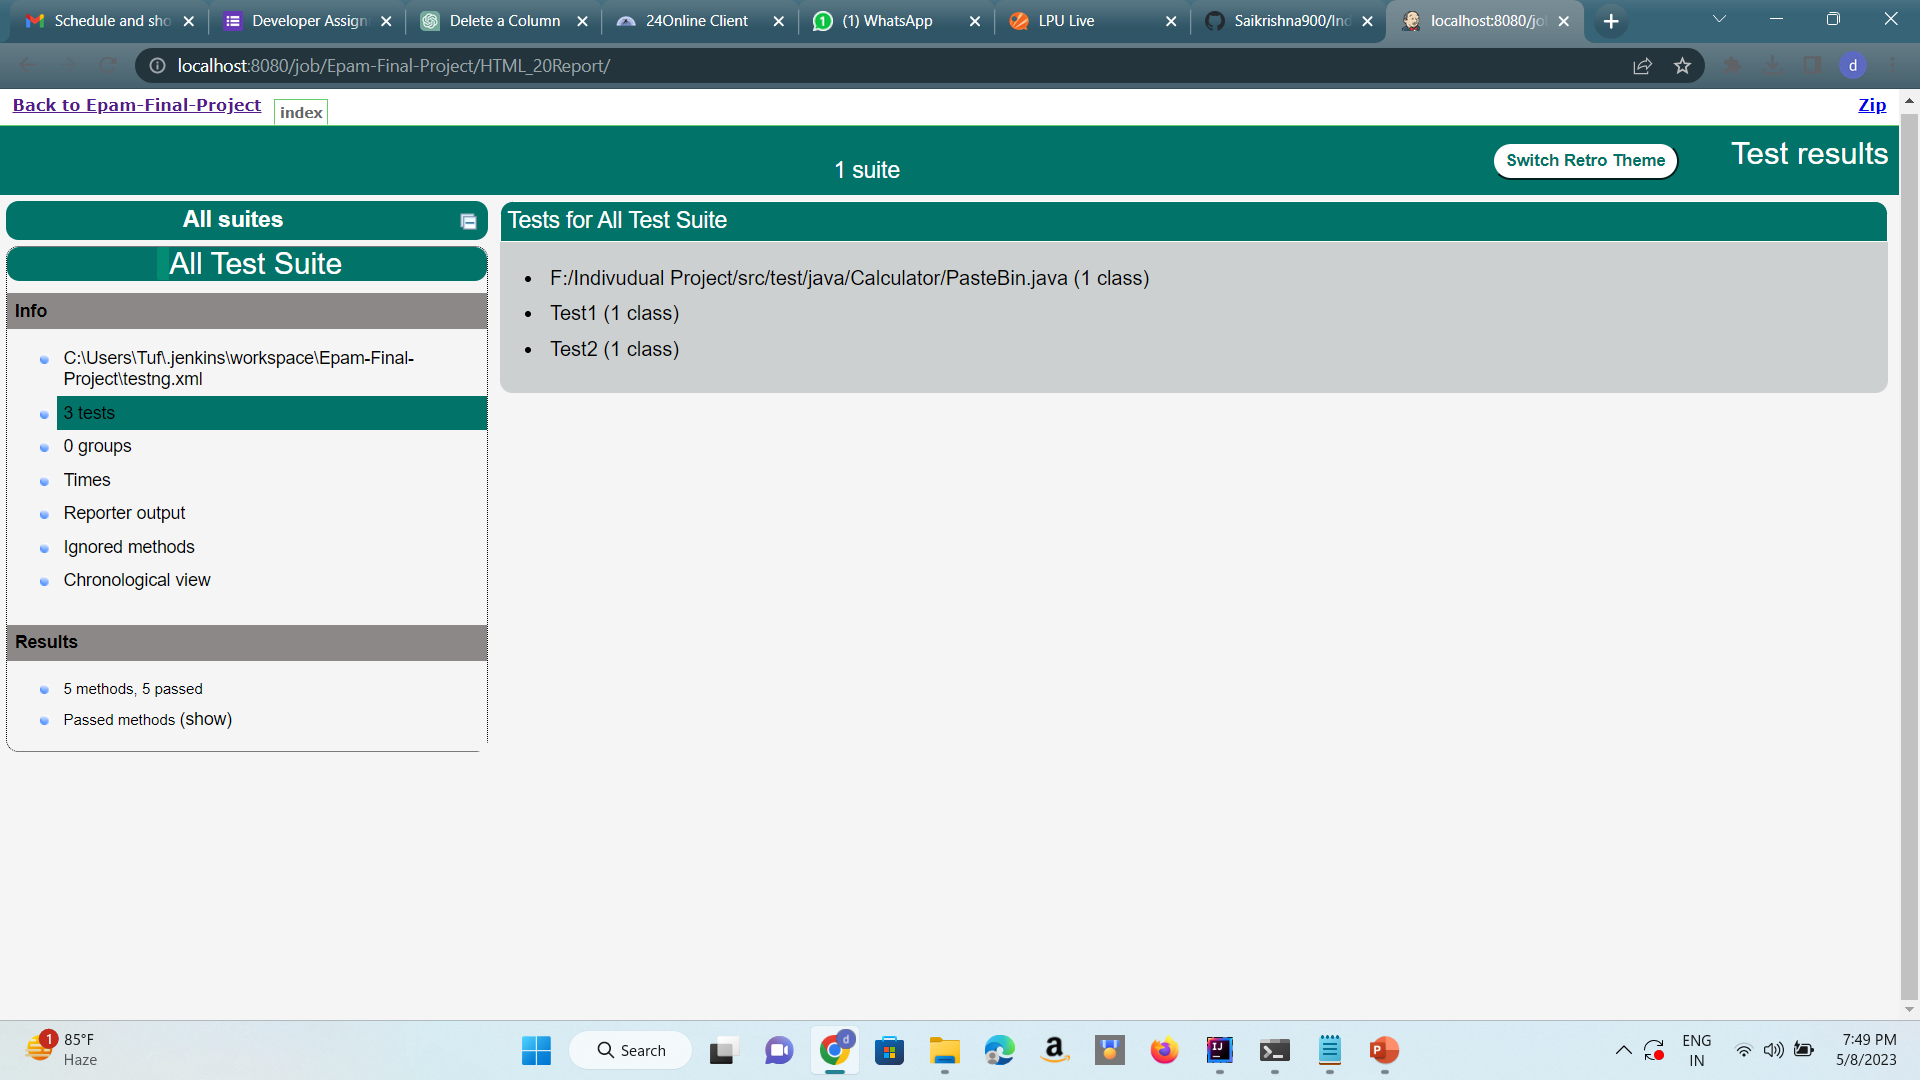 Schedule and sho
Developer Assign
Delete a Column
24Online Client
(1) WhatsApp
LPU Live
Saikrishna900/Ind
localhost:8080/jo
localhost:8080/job/Epam-Final-Project/HTML_20Report/
d
Back to Epam-Final-Project
index
Zip
1 suite
Switch Retro Theme
Test results
All suites
All Test Suite
Info
C:\Users\Tuf\.jenkins\workspace\Epam-Final-
Project\testng.xml
3 tests
0 groups
Times
Reporter output
Ignored methods
Chronological view
Results
5 methods, 5 passed
Passed methods (show)
Tests for All Test Suite
F:/Indivudual Project/src/test/java/Calculator/PasteBin.java (1 class)
Test1 (1 class)
Test2 (1 class)
1
85°F
Haze
Search
d
a
IJ
P
ENG
IN
7:49 PM
5/8/2023